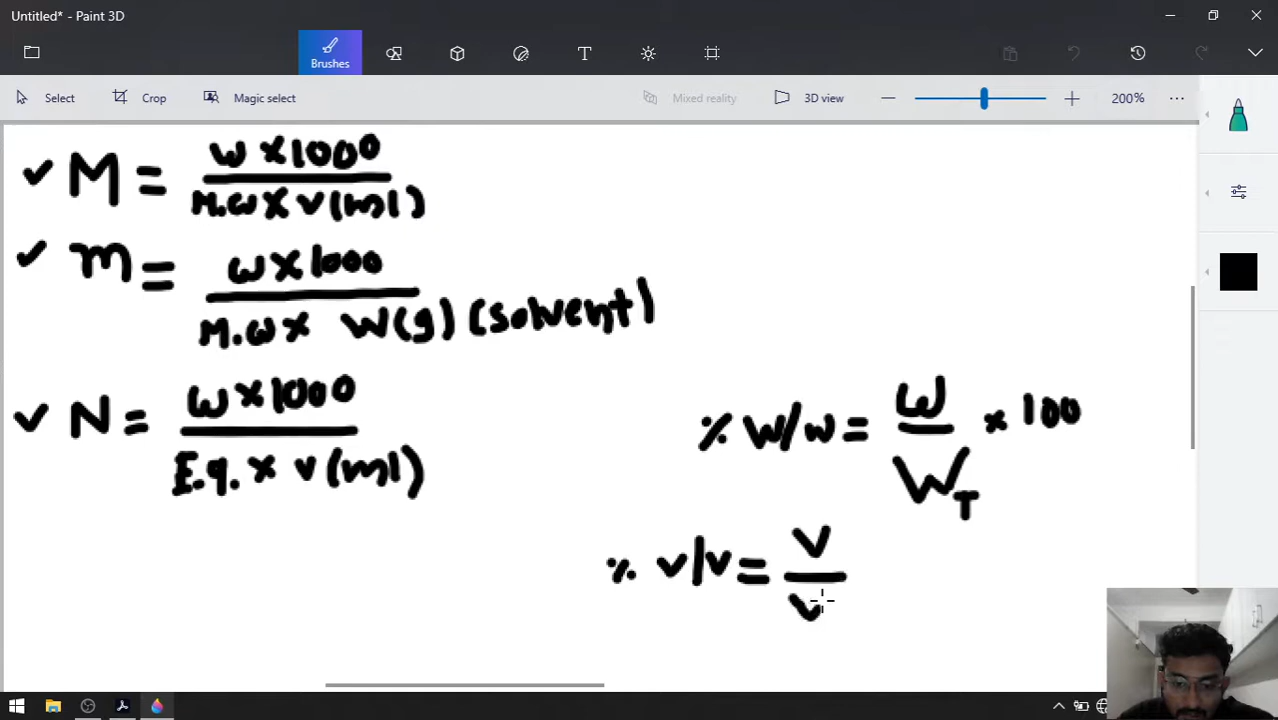 Untitled* - Paint 3D
Brushes
Select Crop Magic select Mixed reality 3D view 200%
✓ M = w × 1000 / M.w × v(ml)
✓ m = w × 1000 / M.w × W(g) (solvent)
✓ N = w × 1000 / E.q. × v(ml)
% W/w = w / W_T × 100
% v/v = v / v